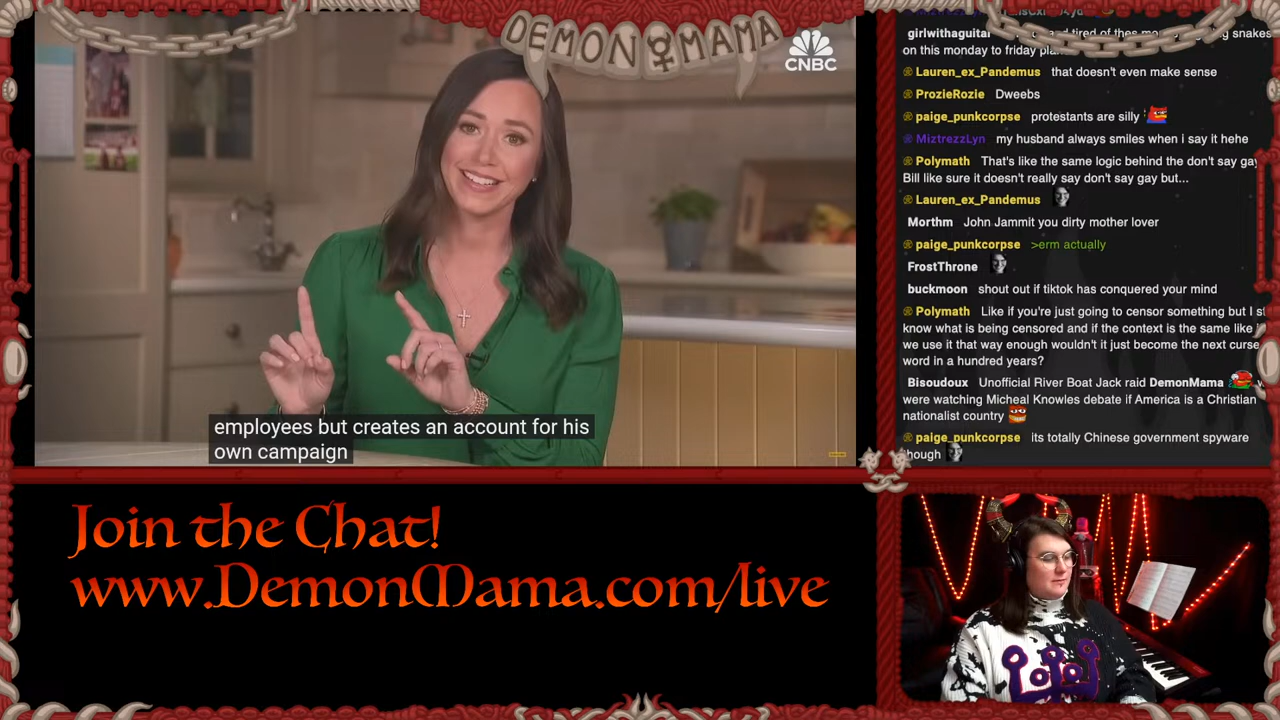 DEMON MAMA
CNBC
employees but creates an account for his
own campaign
girlwithaguitar
on this monday to friday
Lauren_ex_Pandemus that doesn't even make sense
ProzieRozie Dweebs
paige_punkcorpse protestants are silly
MiztrezzLyn my husband always smiles when i say it hehe
Polymath That's like the same logic behind the don't say gay
Bill like sure it doesn't really say don't say gay but...
Lauren_ex_Pandemus
Morthm John Jammit you dirty mother lover
paige_punkcorpse >erm actually
FrostThrone
buckmoon shout out if tiktok has conquered your mind
Polymath Like if you're just going to censor something but I
know what is being censored and if the context is the same like
we use it that way enough wouldn't it just become the next curse
word in a hundred years?
Bisoudoux Unofficial River Boat Jack raid DemonMama
were watching Micheal Knowles debate if America is a Christian
nationalist country
paige_punkcorpse its totally Chinese government spyware
though
Join the Chat!
www.DemonMama.com/live